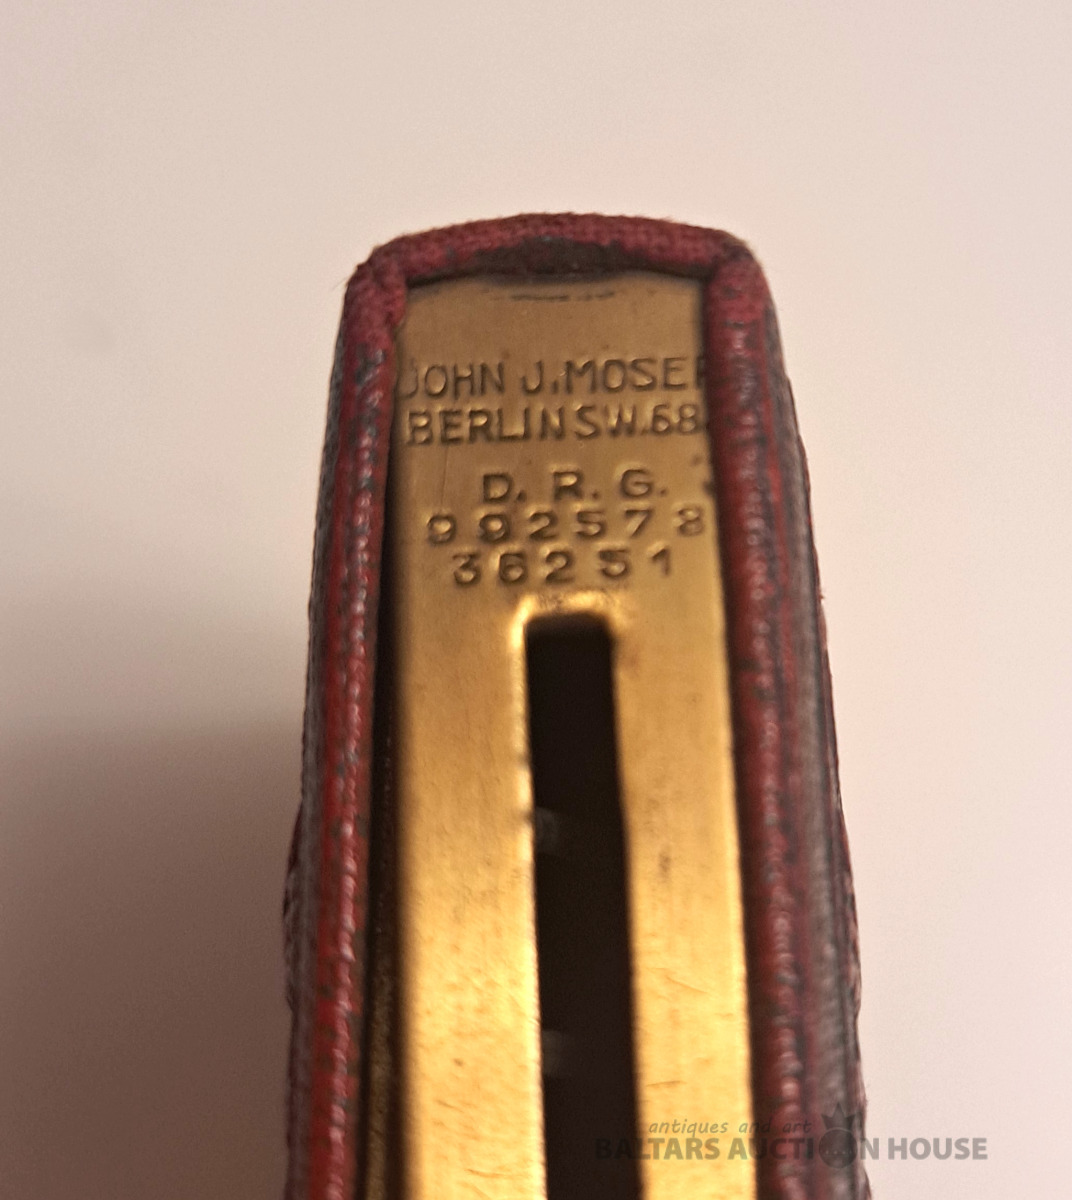 JOHN J. MOSER
BERLIN SW.68
D. R. G.
992578
36251
antiques and art
BALTARS AUCTION HOUSE